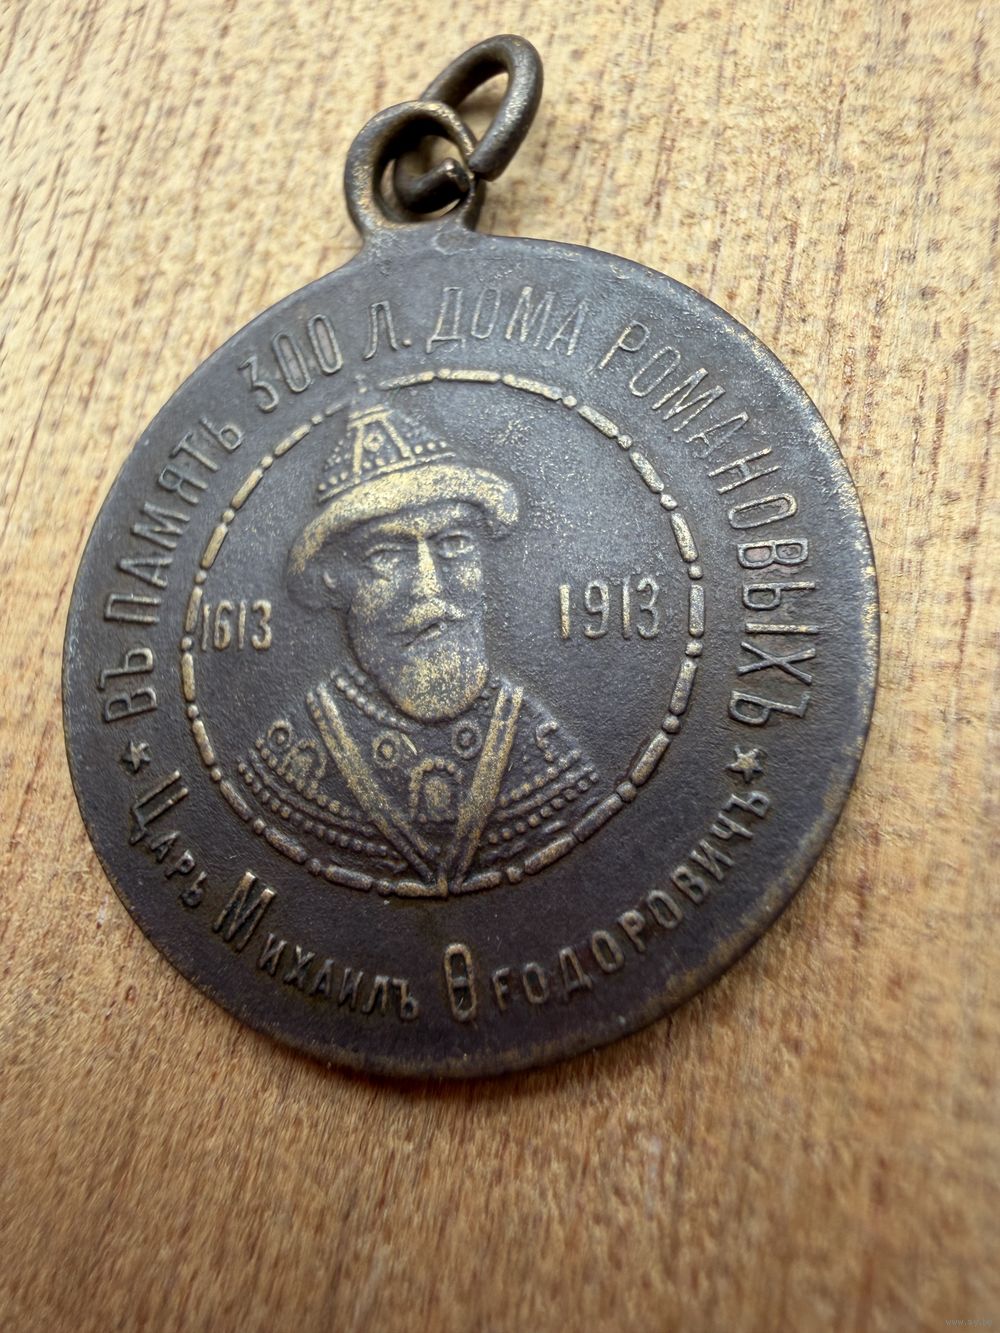 ВЪ ПАМЯТЬ 300 Л. ДОМА РОМАНОВЫХЪ
1613 1913
* ЦАРЬ МИХАИЛЪ ѲЕОДОРОВИЧЪ *